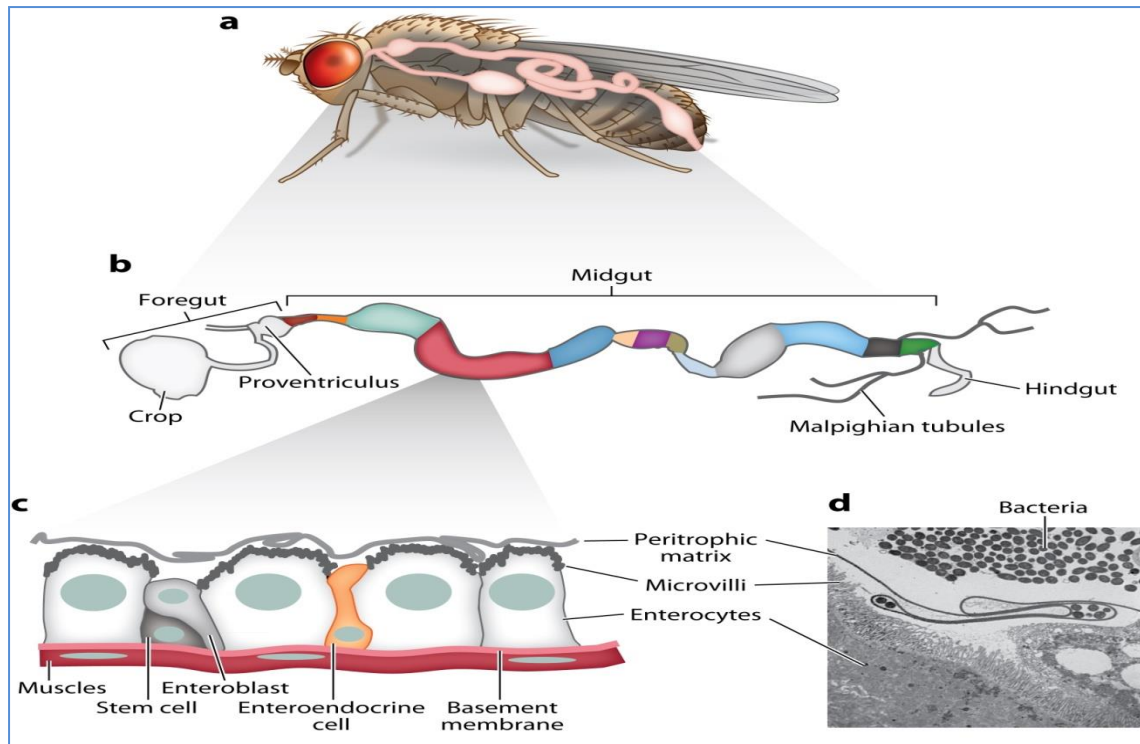 a
b
Midgut
Foregut
Proventriculus
Crop
Hindgut
Malpighian tubules
c
d
Bacteria
Peritrophic
matrix
Microvilli
Enterocytes
Muscles
Stem cell
Enteroblast
Enteroendocrine
cell
Basement
membrane